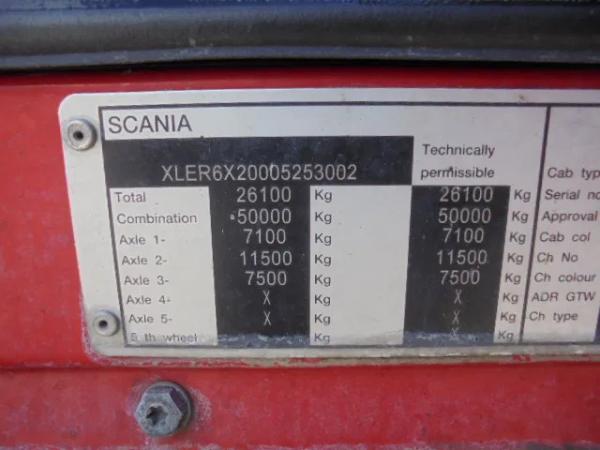 SCANIA
Technically
XLER6X20005253002 permissible Cab typ
Total 26100 Kg 26100 Kg Serial no
Combination 50000 Kg 50000 Kg Approval
Axle 1- 7100 Kg 7100 Kg Cab col
Axle 2- 11500 Kg 11500 Kg Ch No
Axle 3- 7500 Kg 7500 Kg Ch colour
Axle 4- X Kg X Kg ADR GTW
Axle 5- X Kg X Kg Ch type
5 th wheel Kg X Kg